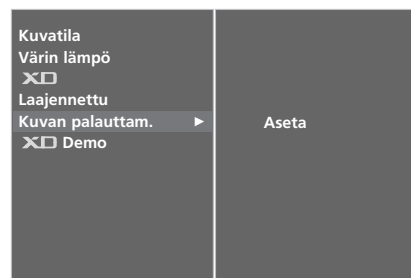 Kuvatila
Värin lämpö
XD
Laajennettu
Kuvan palauttam. ►
Aseta
XD Demo